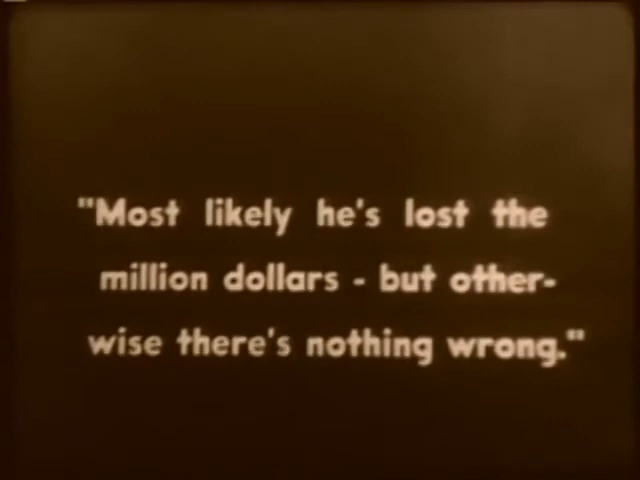 "Most likely he's lost the
million dollars - but other-
wise there's nothing wrong."